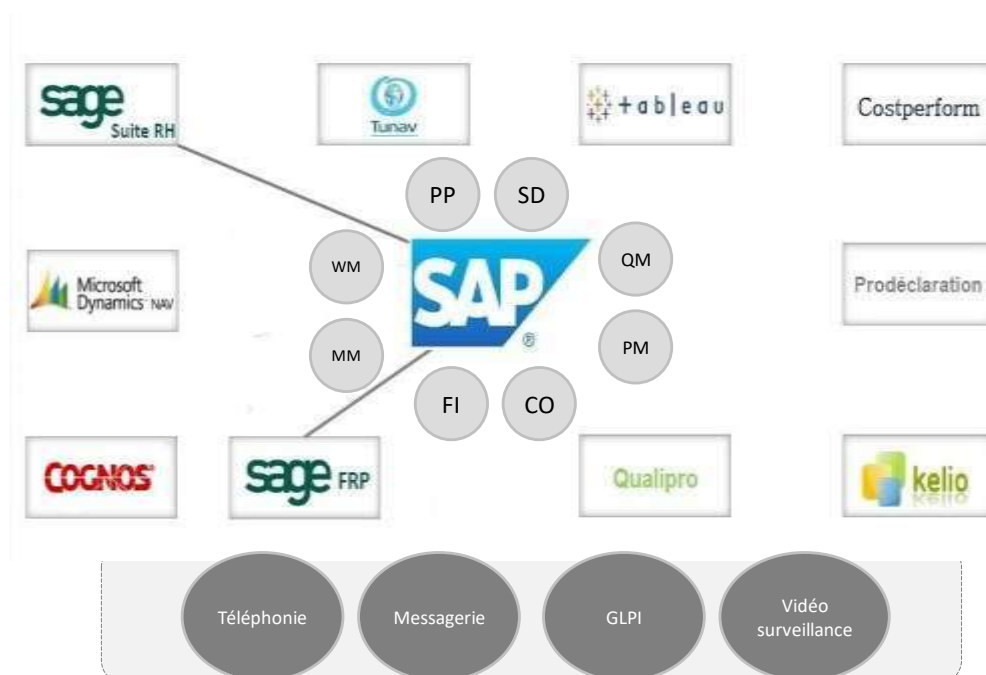 sage
Suite RH
Tunav
+ableau
Costperform
PP
SD
WM
SAP
®
QM
Microsoft
Dynamics NAV
Prodéclaration
MM
PM
FI
CO
COGNOS
sage FRP
Qualipro
kelio
Téléphonie
Messagerie
GLPI
Vidéo
surveillance